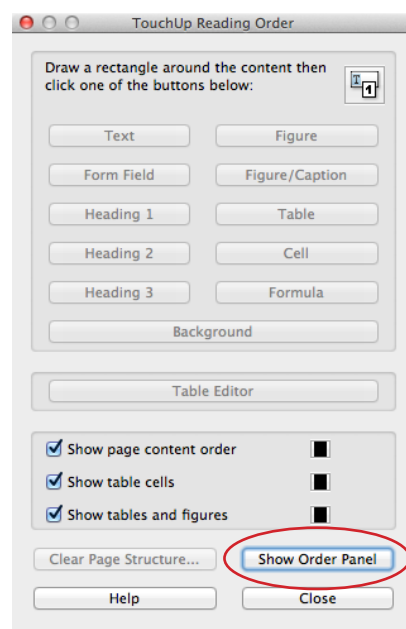 TouchUp Reading Order
Draw a rectangle around the content then
click one of the buttons below:
T
1
Text Figure
Form Field Figure/Caption
Heading 1 Table
Heading 2 Cell
Heading 3 Formula
Background
Table Editor
Show page content order
Show table cells
Show tables and figures
Clear Page Structure... Show Order Panel
Help Close